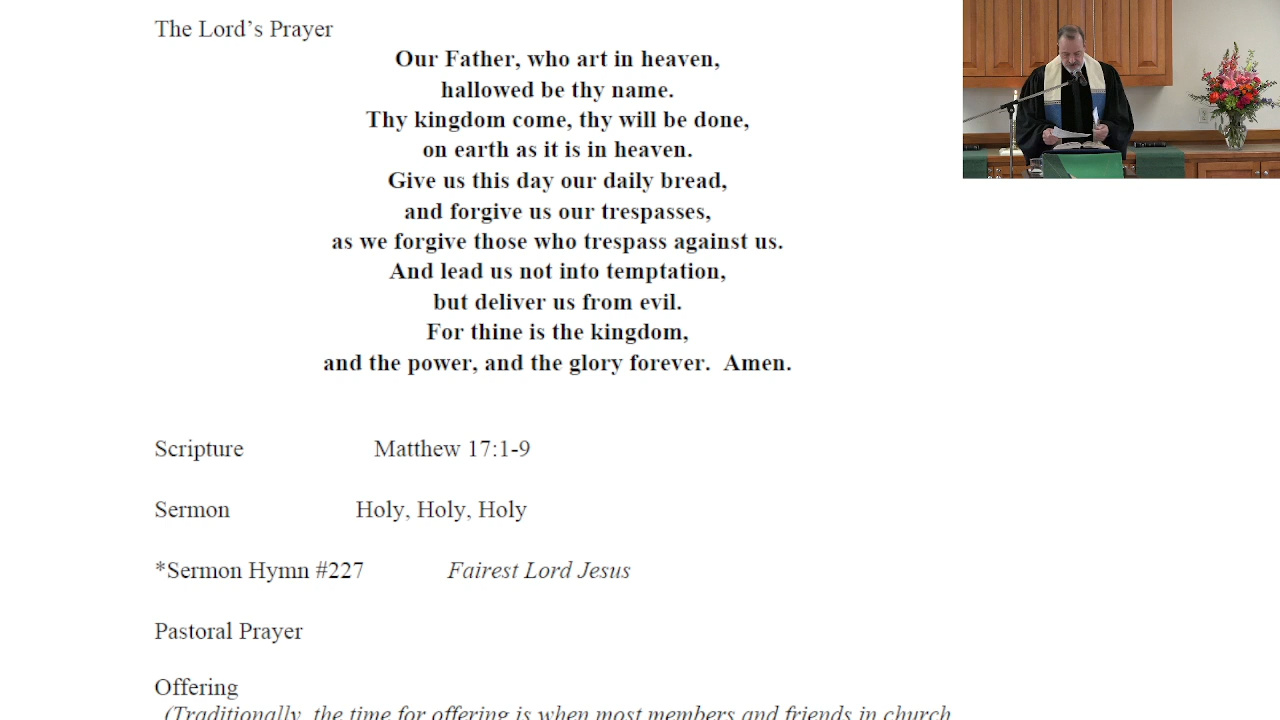 The Lord's Prayer
Our Father, who art in heaven,
hallowed be thy name.
Thy kingdom come, thy will be done,
on earth as it is in heaven.
Give us this day our daily bread,
and forgive us our trespasses,
as we forgive those who trespass against us.
And lead us not into temptation,
but deliver us from evil.
For thine is the kingdom,
and the power, and the glory forever.  Amen.
Scripture Matthew 17:1-9
Sermon Holy, Holy, Holy
*Sermon Hymn #227 Fairest Lord Jesus
Pastoral Prayer
Offering
(Traditionally, the time for offering is when most members and friends in church